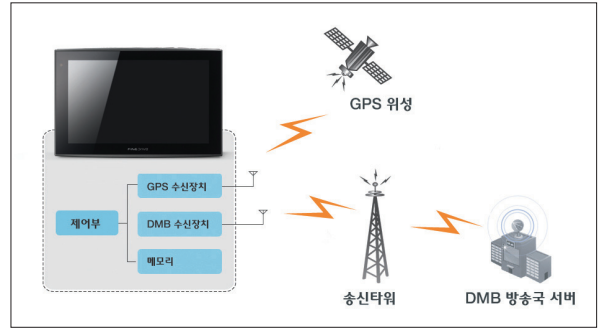 GPS 위성
GPS 수신장치
제어부
DMB 수신장치
메모리
송신타워
DMB 방송국 서버